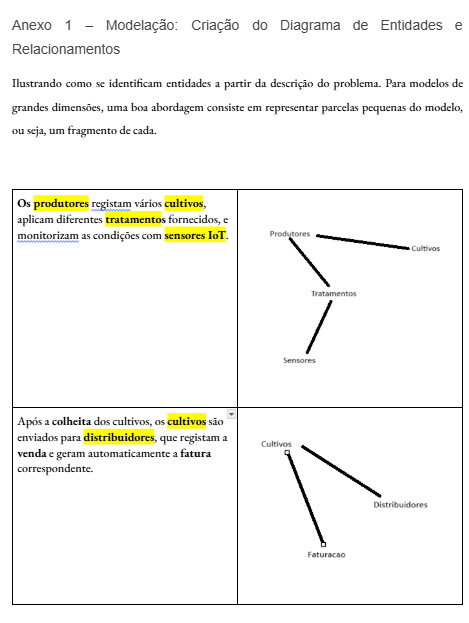 Anexo 1 – Modelação: Criação do Diagrama de Entidades e
Relacionamentos
Ilustrando como se identificam entidades a partir da descrição do problema. Para modelos de
grandes dimensões, uma boa abordagem consiste em representar parcelas pequenas do modelo,
ou seja, um fragmento de cada.
Os produtores registam vários cultivos,
aplicam diferentes tratamentos fornecidos, e
monitorizam as condições com sensores IoT.
Produtores
Cultivos
Tratamentos
Sensores
Após a colheita dos cultivos, os cultivos são
enviados para distribuidores, que registam a
venda e geram automaticamente a fatura
correspondente.
Cultivos
Distribuidores
Faturacao